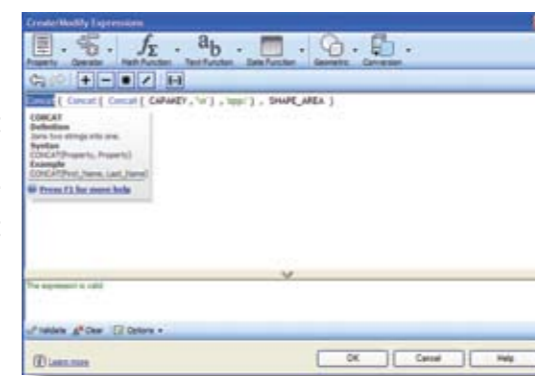 Create/Modify Expressions
Property Operator Math Function Text Function Date Function Geometric Conversion
Concat ( Concat ( Concat ( CAPAKEY , '\n' ) , 'opp:' ) , SHAPE_AREA )
CONCAT
Definition
Joins two strings into one.
Syntax
CONCAT(Property, Property)
Example
CONCAT(First_Name, Last_Name)
Press F1 for more help
The expression is valid
Validate Clear Options
Learn more OK Cancel Help